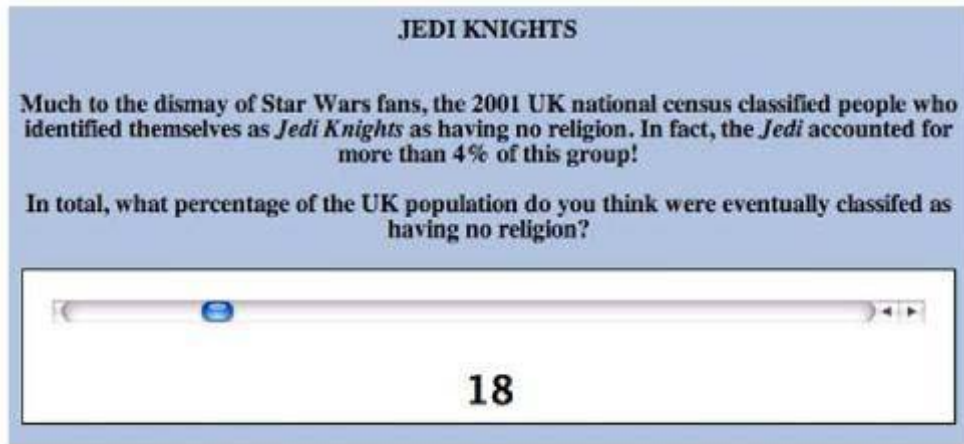 JEDI KNIGHTS
Much to the dismay of Star Wars fans, the 2001 UK national census classified people who
identified themselves as Jedi Knights as having no religion. In fact, the Jedi accounted for
more than 4% of this group!
In total, what percentage of the UK population do you think were eventually classifed as
having no religion?
18